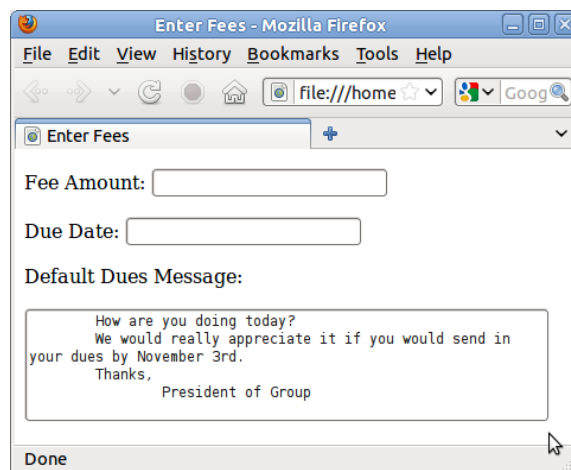 Enter Fees - Mozilla Firefox
File Edit View History Bookmarks Tools Help
file:///home Goog
Enter Fees
Fee Amount:
Due Date:
Default Dues Message:
How are you doing today?
We would really appreciate it if you would send in
your dues by November 3rd.
Thanks,
President of Group
Done